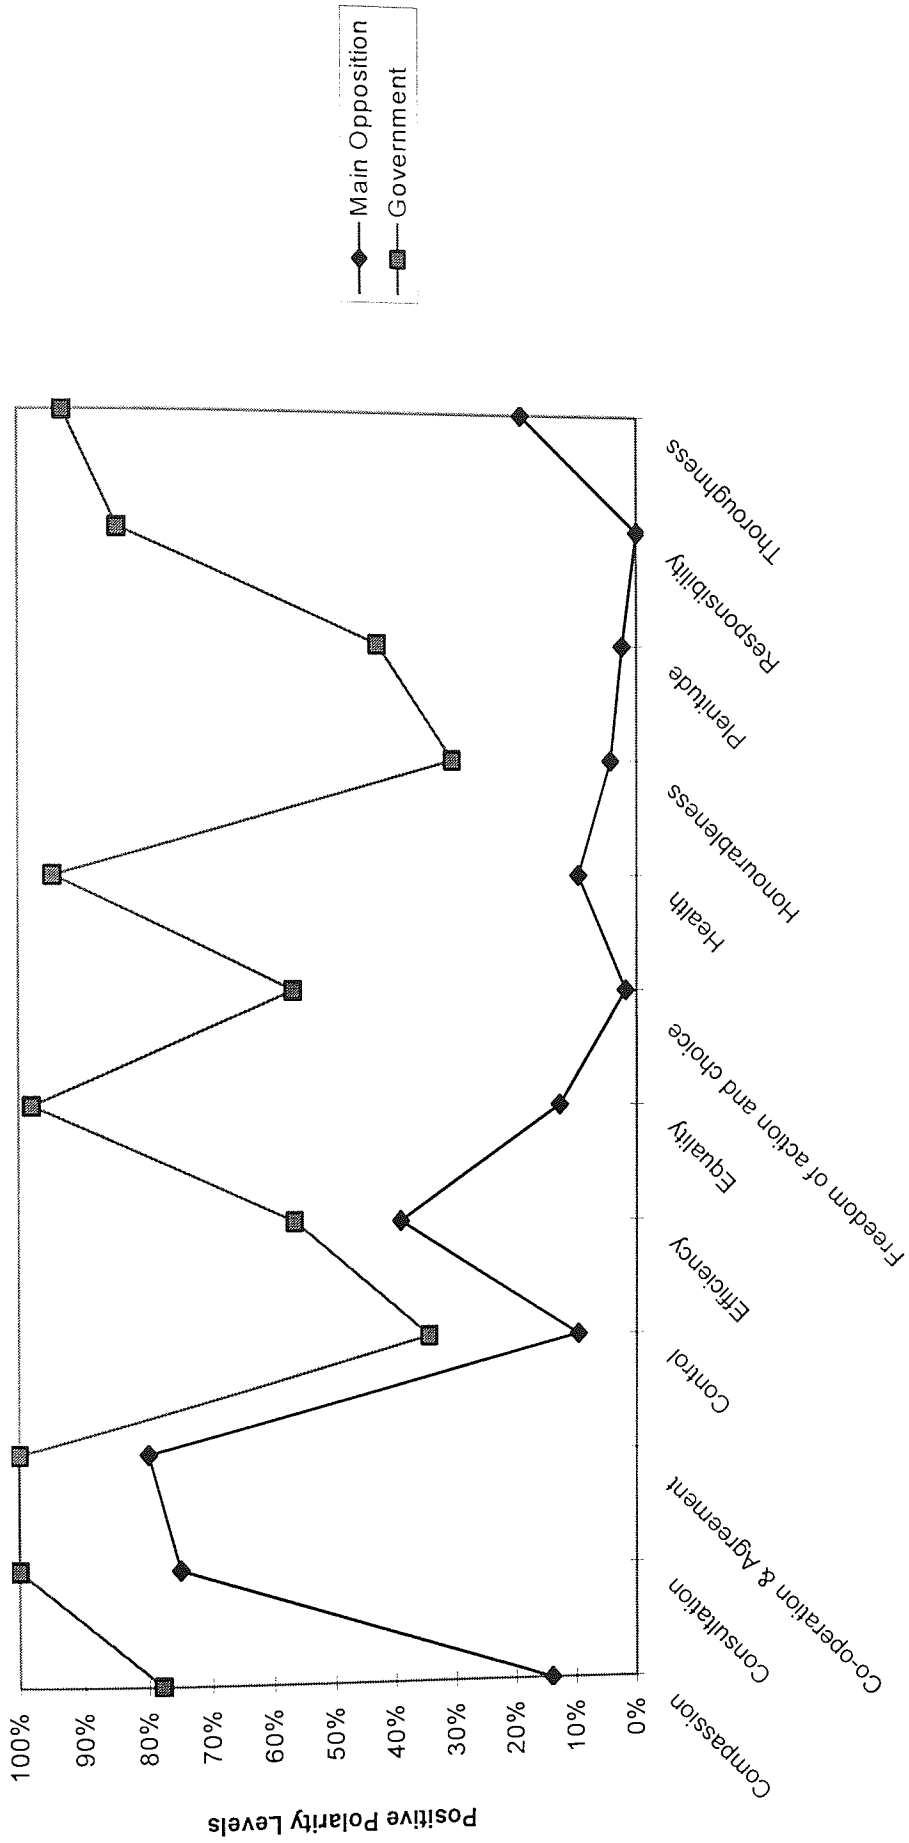 Main Opposition
Government
Positive Polarity Levels
100%
90%
80%
70%
60%
50%
40%
30%
20%
10%
0%
Compassion
Consultation
Co-operation & Agreement
Control
Efficiency
Equality
Freedom of action and choice
Health
Honourableness
Plenitude
Responsibility
Thoroughness